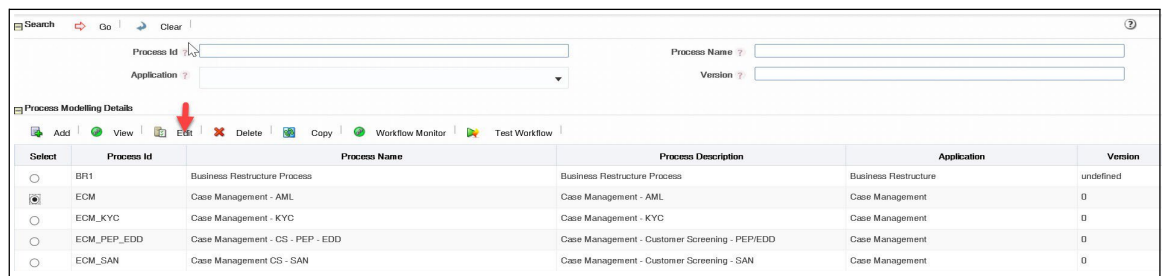 Search Go Clear ?
Process Id ? Process Name ?
Application ? Version ?
Process Modelling Details
Add View Edit Delete Copy Workflow Monitor Test Workflow
Select Process Id Process Name Process Description Application Version
BR1 Business Restructure Process Business Restructure Process Business Restructure undefined
ECM Case Management - AML Case Management - AML Case Management 0
ECM_KYC Case Management - KYC Case Management - KYC Case Management 0
ECM_PEP_EDD Case Management - CS - PEP - EDD Case Management - Customer Screening - PEP/EDD Case Management 0
ECM_SAN Case Management CS - SAN Case Management - Customer Screening - SAN Case Management 0